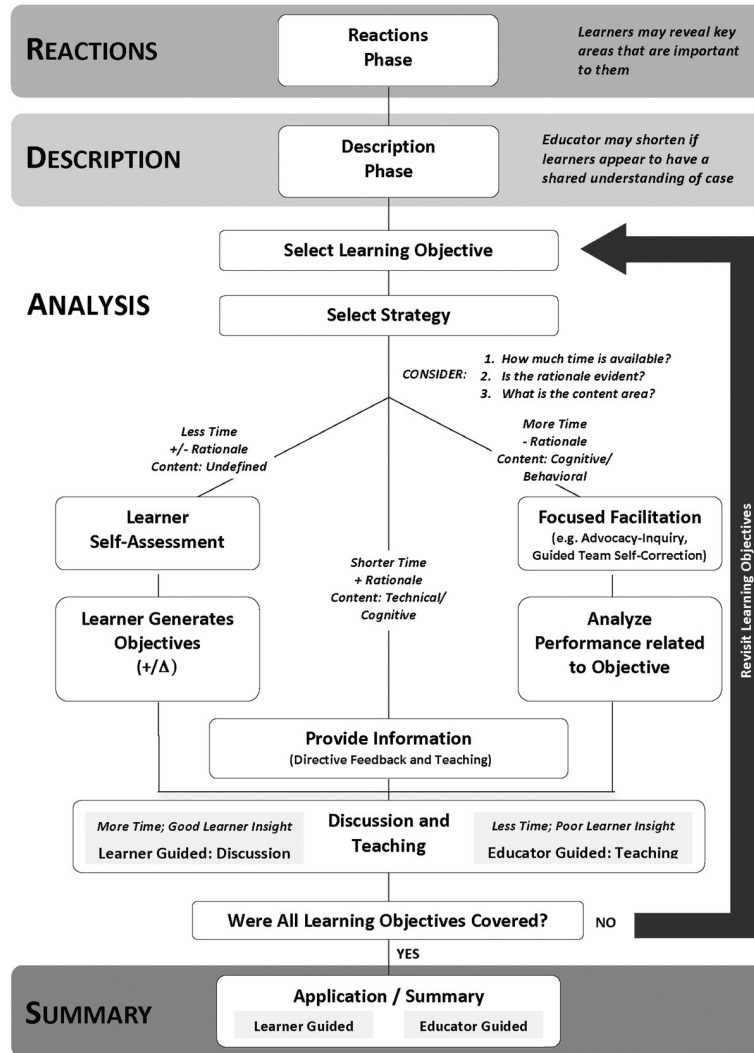 REACTIONS
Reactions
Phase
Learners may reveal key
areas that are important
to them
DESCRIPTION
Description
Phase
Educator may shorten if
learners appear to have a
shared understanding of case
Select Learning Objective
ANALYSIS
Select Strategy
CONSIDER:
1. How much time is available?
2. Is the rationale evident?
3. What is the content area?
Less Time
+/- Rationale
Content: Undefined
More Time
- Rationale
Content: Cognitive/
Behavioral
Learner
Self-Assessment
Shorter Time
+ Rationale
Content: Technical/
Cognitive
Focused Facilitation
(e.g. Advocacy-Inquiry,
Guided Team Self-Correction)
Learner Generates
Objectives
(+/Δ)
Analyze
Performance related
to Objective
Revisit Learning Objectives
Provide Information
(Directive Feedback and Teaching)
More Time; Good Learner Insight
Learner Guided: Discussion
Discussion and
Teaching
Less Time; Poor Learner Insight
Educator Guided: Teaching
Were All Learning Objectives Covered?
NO
YES
SUMMARY
Application / Summary
Learner Guided
Educator Guided